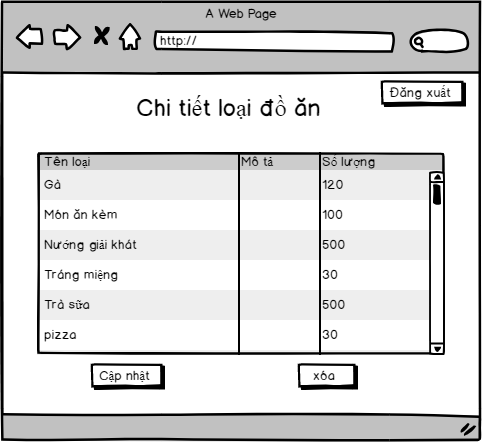 A Web Page
http://
Đăng xuất
Chi tiết loại đồ ăn
Tên loại Mô tả Số lượng
Gà 120
Món ăn kèm 100
Nướng giải khát 500
Tráng miệng 30
Trà sữa 500
pizza 30
Cập nhật xóa